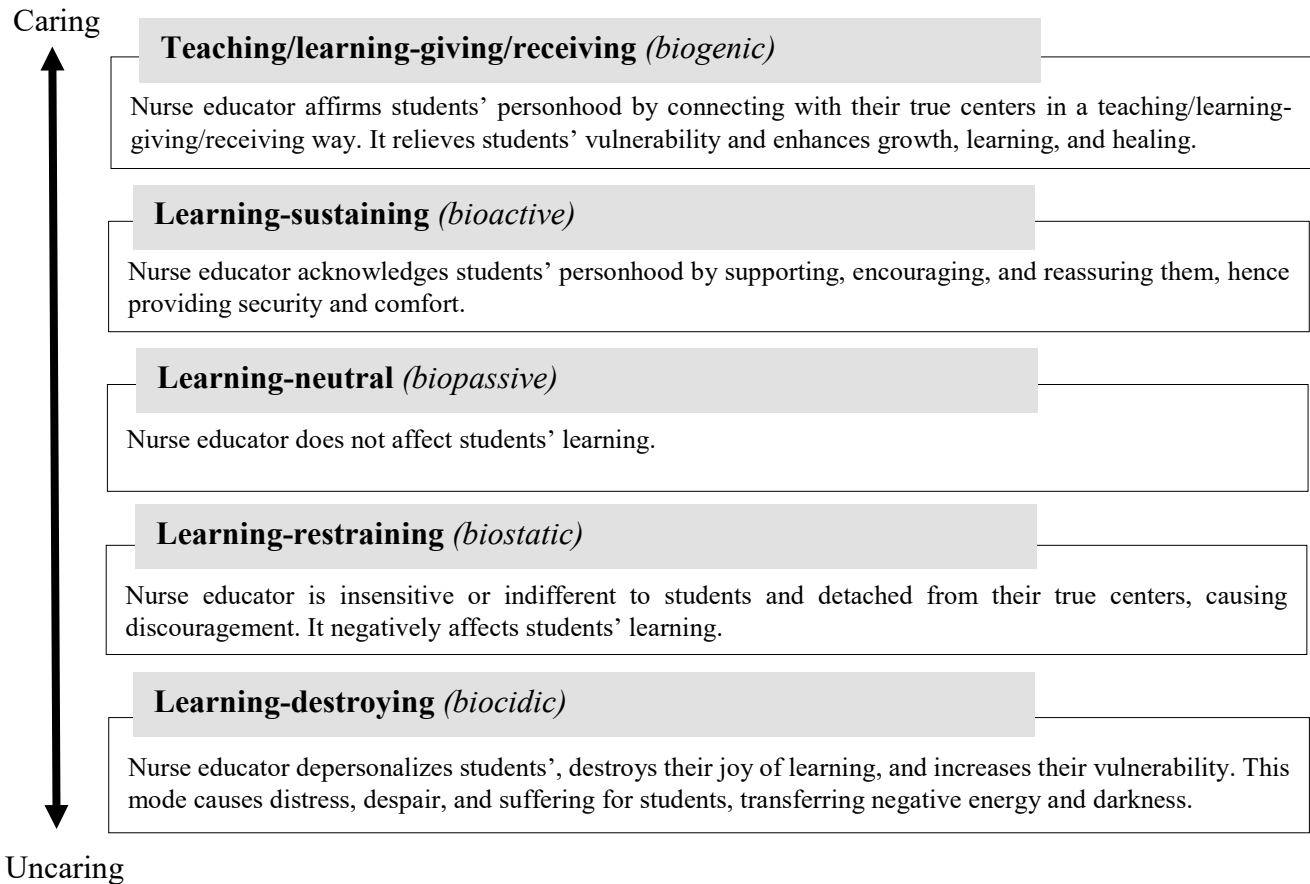 Caring
Teaching/learning-giving/receiving (biogenic)
Nurse educator affirms students’ personhood by connecting with their true centers in a teaching/learning-
giving/receiving way. It relieves students’ vulnerability and enhances growth, learning, and healing.
Learning-sustaining (bioactive)
Nurse educator acknowledges students’ personhood by supporting, encouraging, and reassuring them, hence
providing security and comfort.
Learning-neutral (biopassive)
Nurse educator does not affect students’ learning.
Learning-restraining (biostatic)
Nurse educator is insensitive or indifferent to students and detached from their true centers, causing
discouragement. It negatively affects students’ learning.
Learning-destroying (biocidic)
Nurse educator depersonalizes students’, destroys their joy of learning, and increases their vulnerability. This
mode causes distress, despair, and suffering for students, transferring negative energy and darkness.
Uncaring